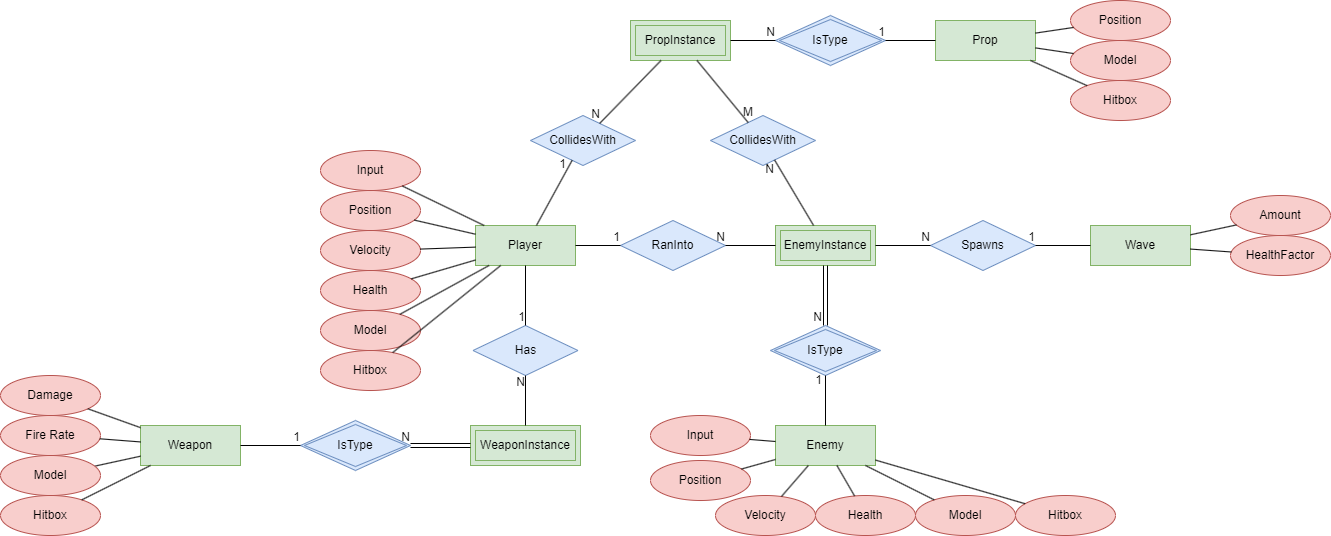 PropInstance
N
IsType
1
Prop
Position
Model
Hitbox
N
M
CollidesWith
CollidesWith
1
N
Input
Position
Velocity
Health
Model
Hitbox
Player
1
RanInto
N
EnemyInstance
N
Spawns
1
Wave
Amount
HealthFactor
1
Has
N
N
IsType
1
Damage
Fire Rate
Model
Hitbox
Weapon
1
IsType
N
WeaponInstance
Input
Position
Enemy
Velocity
Health
Model
Hitbox